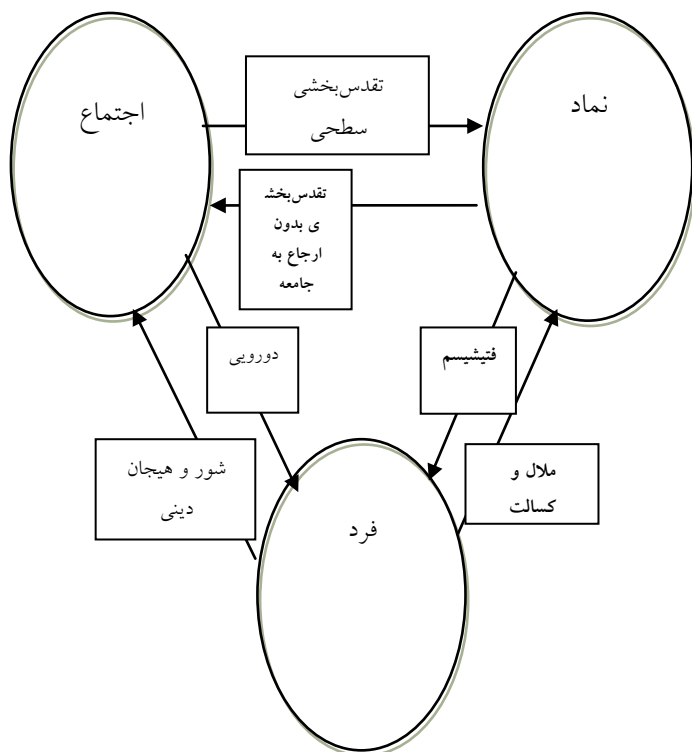 نماد
اجتماع
تقدس‌بخشی
سطحی
تقدس‌بخش
ی بدون
ارجاع به
جامعه
فتیشیسم
دورویی
ملال و
کسالت
شور و هیجان
دینی
فرد